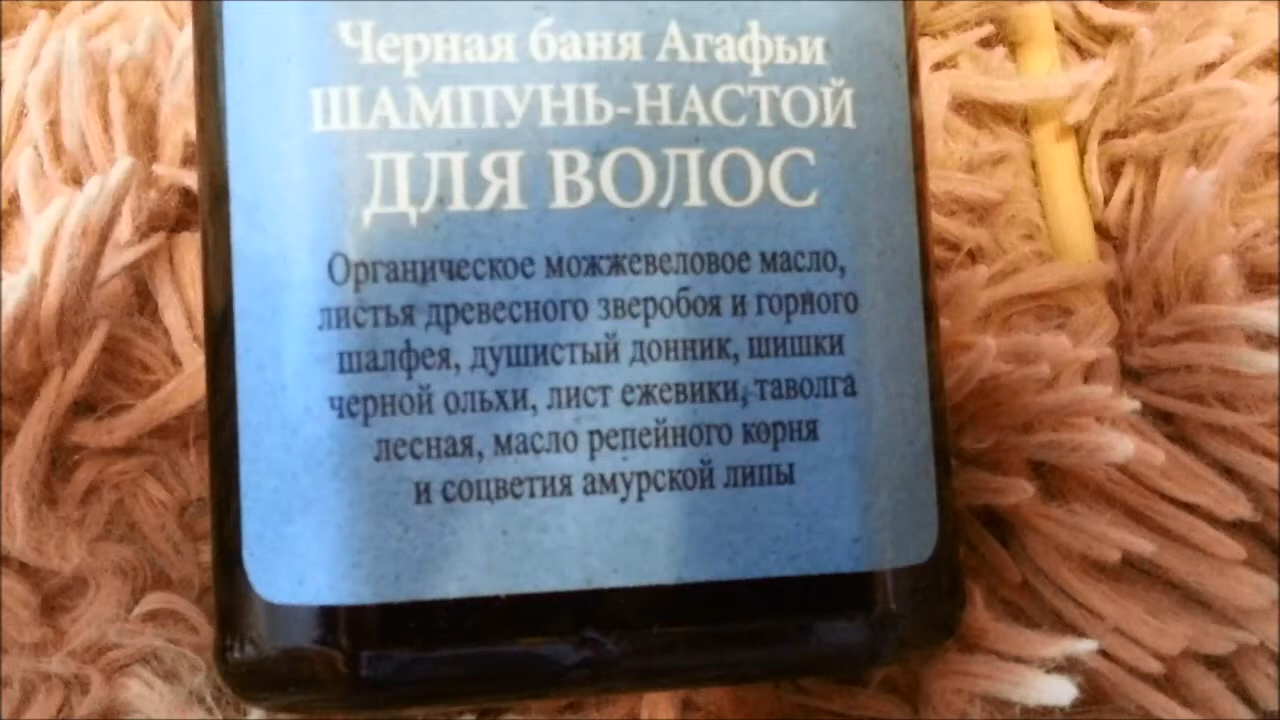 Черная баня Агафьи
ШАМПУНЬ-НАСТОЙ
ДЛЯ ВОЛОС
Органическое можжевеловое масло,
листья древесного зверобоя и горного
шалфея, душистый донник, шишки
черной ольхи, лист ежевики, таволга
лесная, масло репейного корня
и соцветия амурской липы